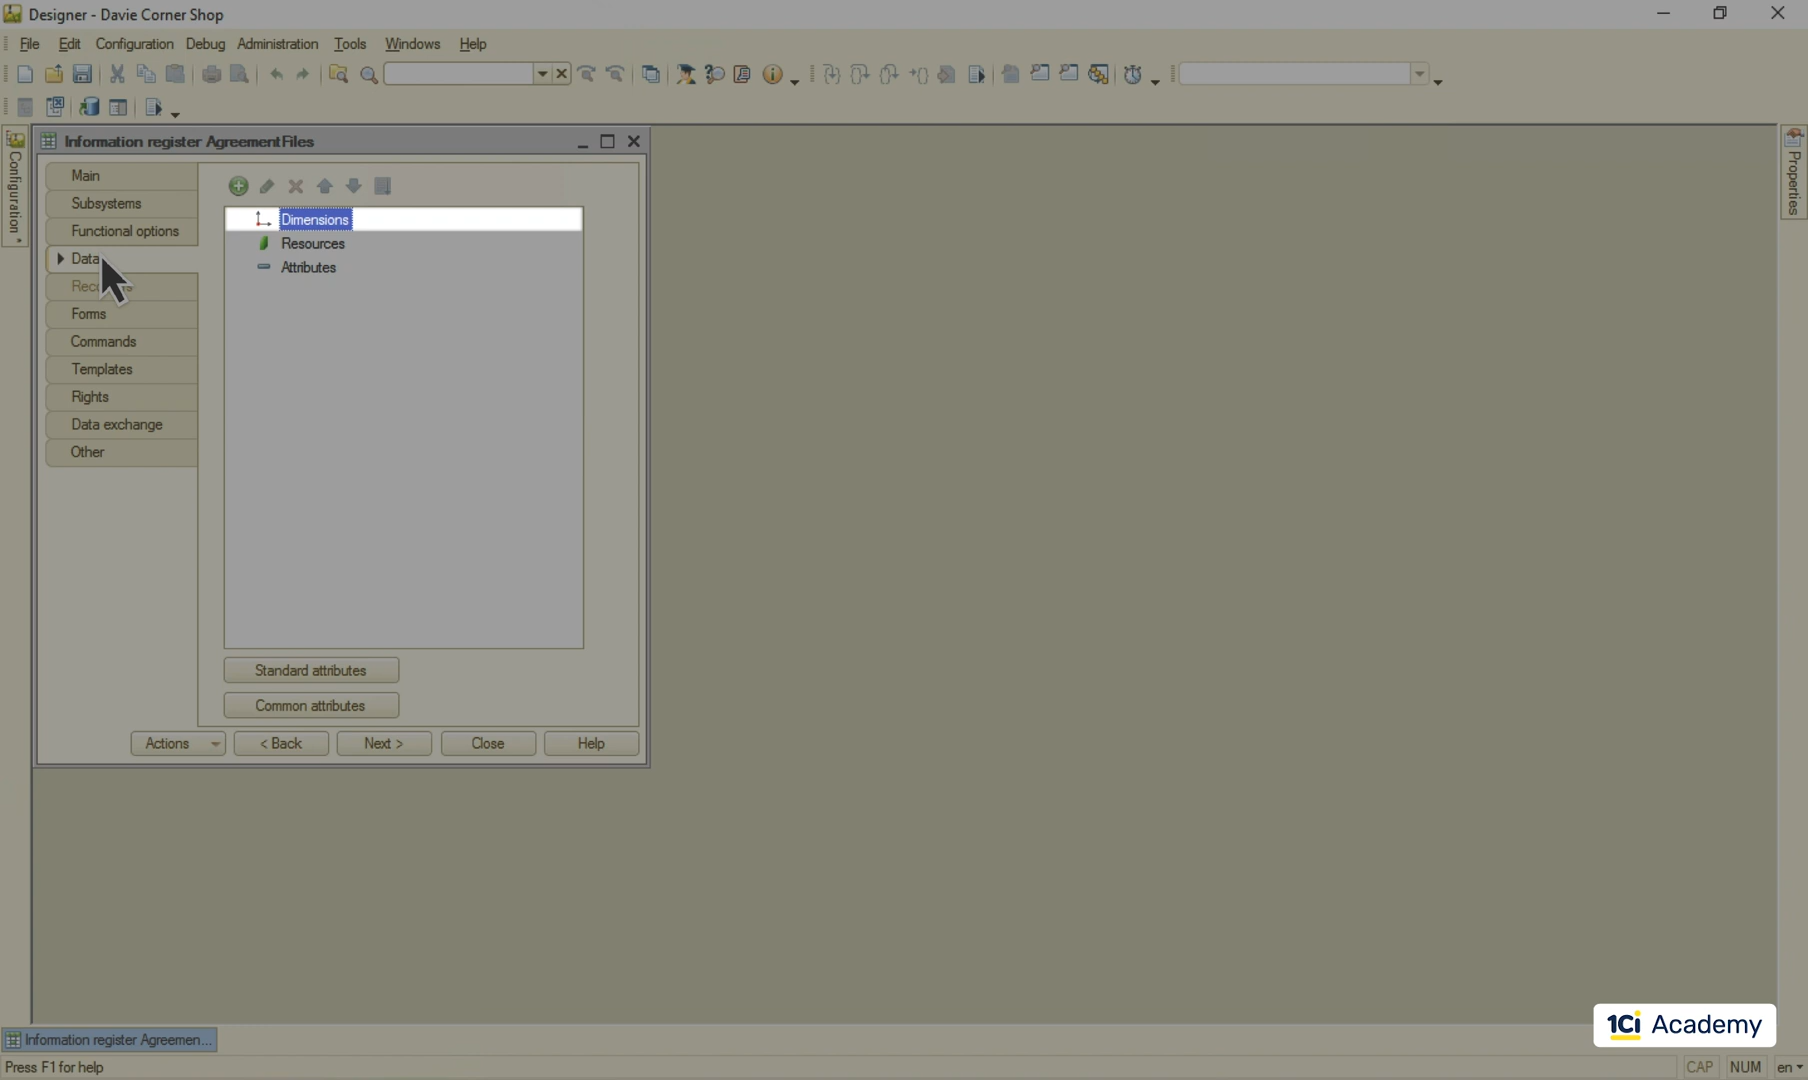 Designer - Davie Corner Shop
File Edit Configuration Debug Administration Tools Windows Help
Configuration
Properties
Information register AgreementFiles
Main
Subsystems
Functional options
Data
Forms
Commands
Templates
Rights
Data exchange
Other
Dimensions
Resources
Attributes
Standard attributes
Common attributes
Actions < Back Next > Close Help
1Ci Academy
Information register Agreemen...
Press F1 for help
CAP NUM en